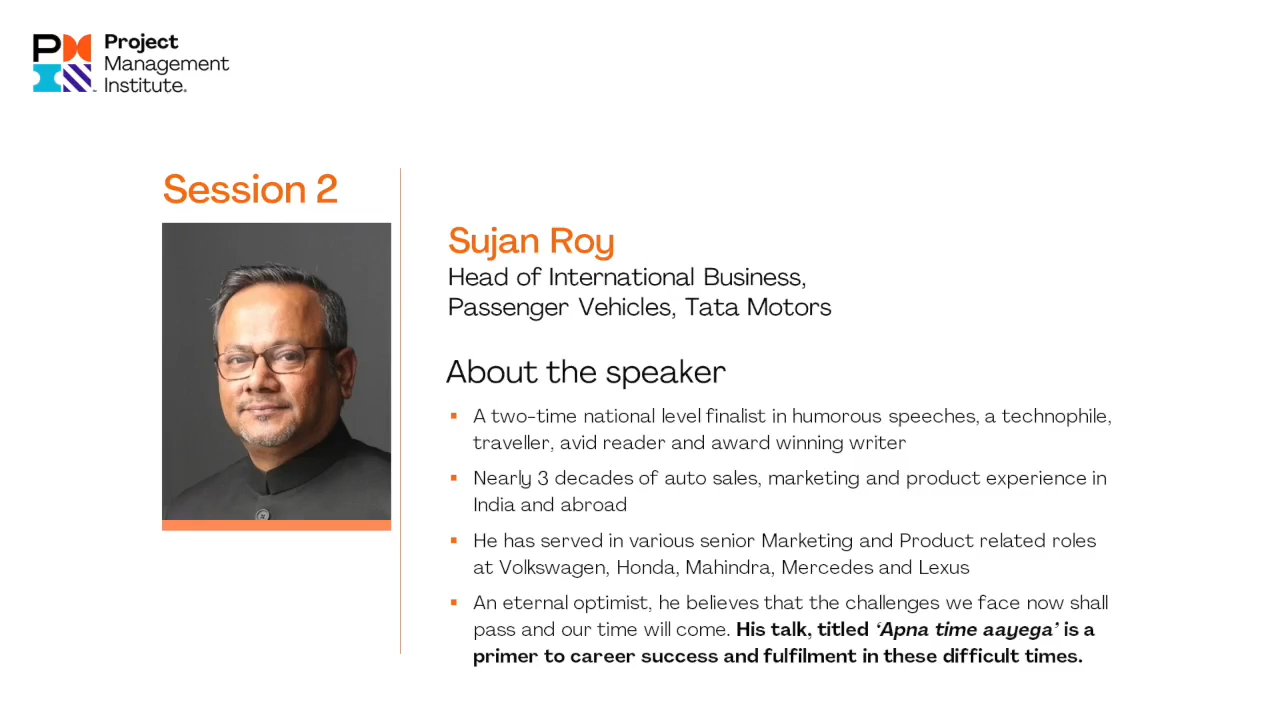 PM
Project
Management
Institute.
Session 2
Sujan Roy
Head of International Business,
Passenger Vehicles, Tata Motors
About the speaker
▪ A two-time national level finalist in humorous speeches, a technophile,
traveller, avid reader and award winning writer
▪ Nearly 3 decades of auto sales, marketing and product experience in
India and abroad
▪ He has served in various senior Marketing and Product related roles
at Volkswagen, Honda, Mahindra, Mercedes and Lexus
▪ An eternal optimist, he believes that the challenges we face now shall
pass and our time will come. His talk, titled ‘Apna time aayega’ is a
primer to career success and fulfilment in these difficult times.